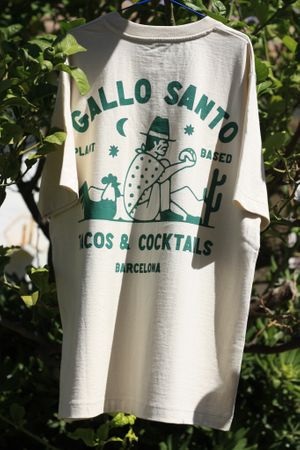 GALLO SANTO
PLANT BASED
TACOS & COCKTAILS
BARCELONA